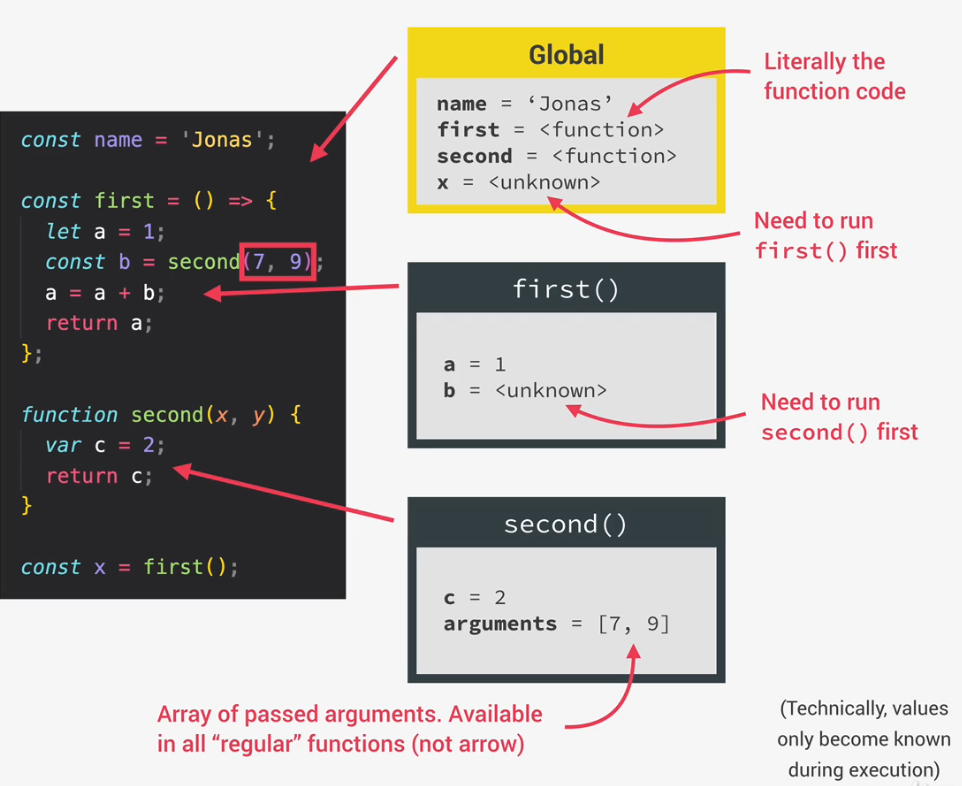 const name = 'Jonas';
const first = () => {
let a = 1;
const b = second(7, 9);
a = a + b;
return a;
};
function second(x, y) {
var c = 2;
return c;
}
const x = first();
Global
name = ‘Jonas’
first = <function>
second = <function>
x = <unknown>
Literally the
function code
Need to run
first() first
first()
a = 1
b = <unknown>
Need to run
second() first
second()
c = 2
arguments = [7, 9]
Array of passed arguments. Available
in all “regular” functions (not arrow)
(Technically, values
only become known
during execution)